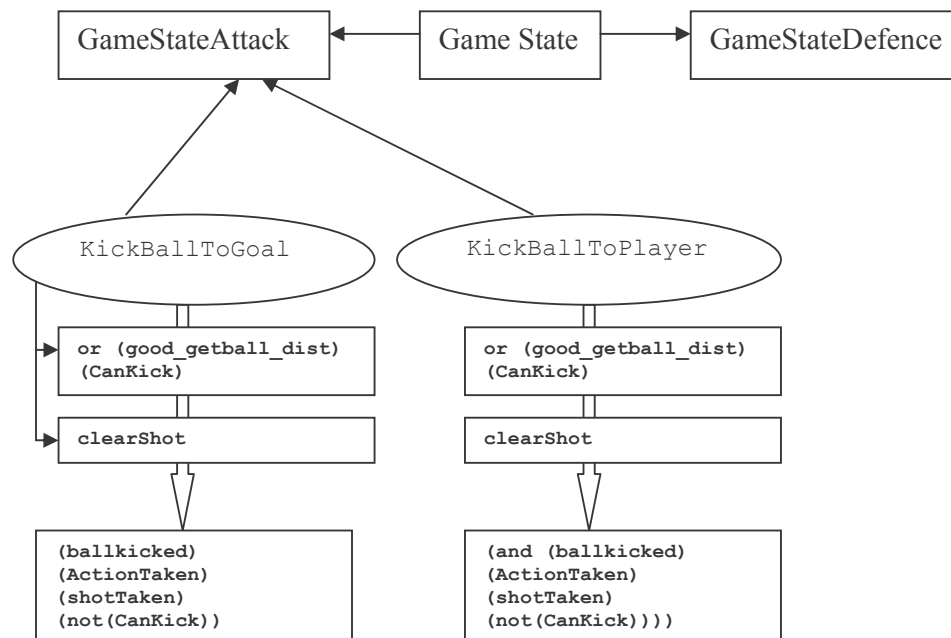 GameStateAttack
Game State
GameStateDefence
KickBallToGoal
KickBallToPlayer
or (good_getball_dist)
(CanKick)
or (good_getball_dist)
(CanKick)
clearShot
clearShot
(ballkicked)
(ActionTaken)
(shotTaken)
(not(CanKick))
(and (ballkicked)
(ActionTaken)
(shotTaken)
(not(CanKick))))